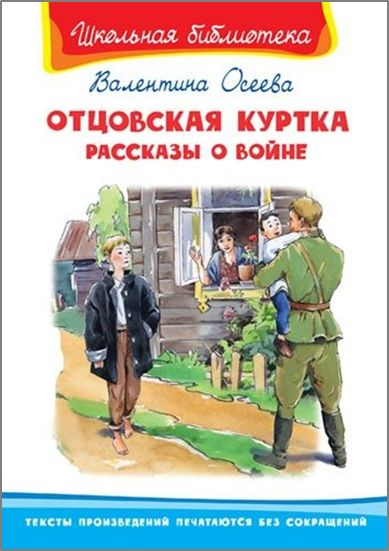 Школьная библиотека
Валентина Осеева
ОТЦОВСКАЯ КУРТКА
РАССКАЗЫ О ВОЙНЕ
ТЕКСТЫ ПРОИЗВЕДЕНИЙ ПЕЧАТАЮТСЯ БЕЗ СОКРАЩЕНИЙ